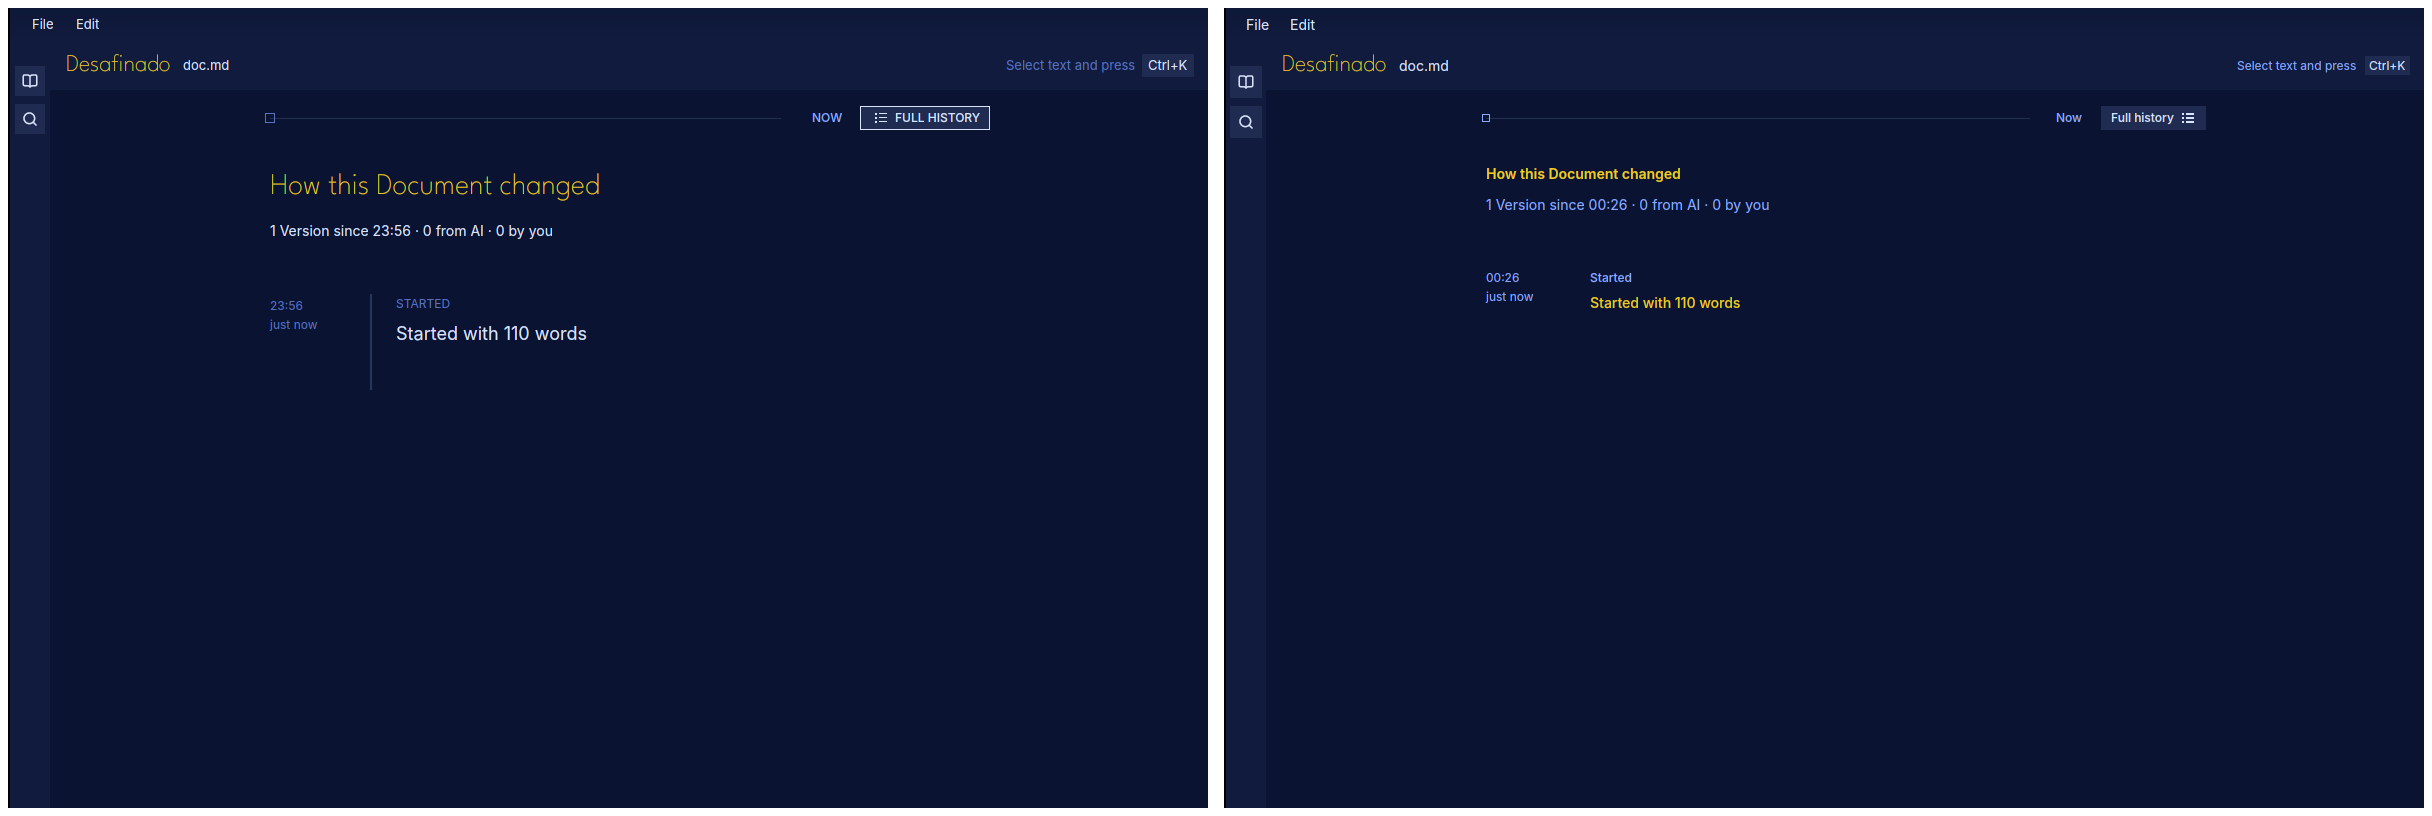 File Edit
Desafinado doc.md Select text and press Ctrl+K
NOW FULL HISTORY
How this Document changed
1 Version since 23:56 · 0 from AI · 0 by you
23:56 STARTED
just now Started with 110 words
File Edit
Desafinado doc.md Select text and press Ctrl+K
Now Full history
How this Document changed
1 Version since 00:26 · 0 from AI · 0 by you
00:26 Started
just now Started with 110 words